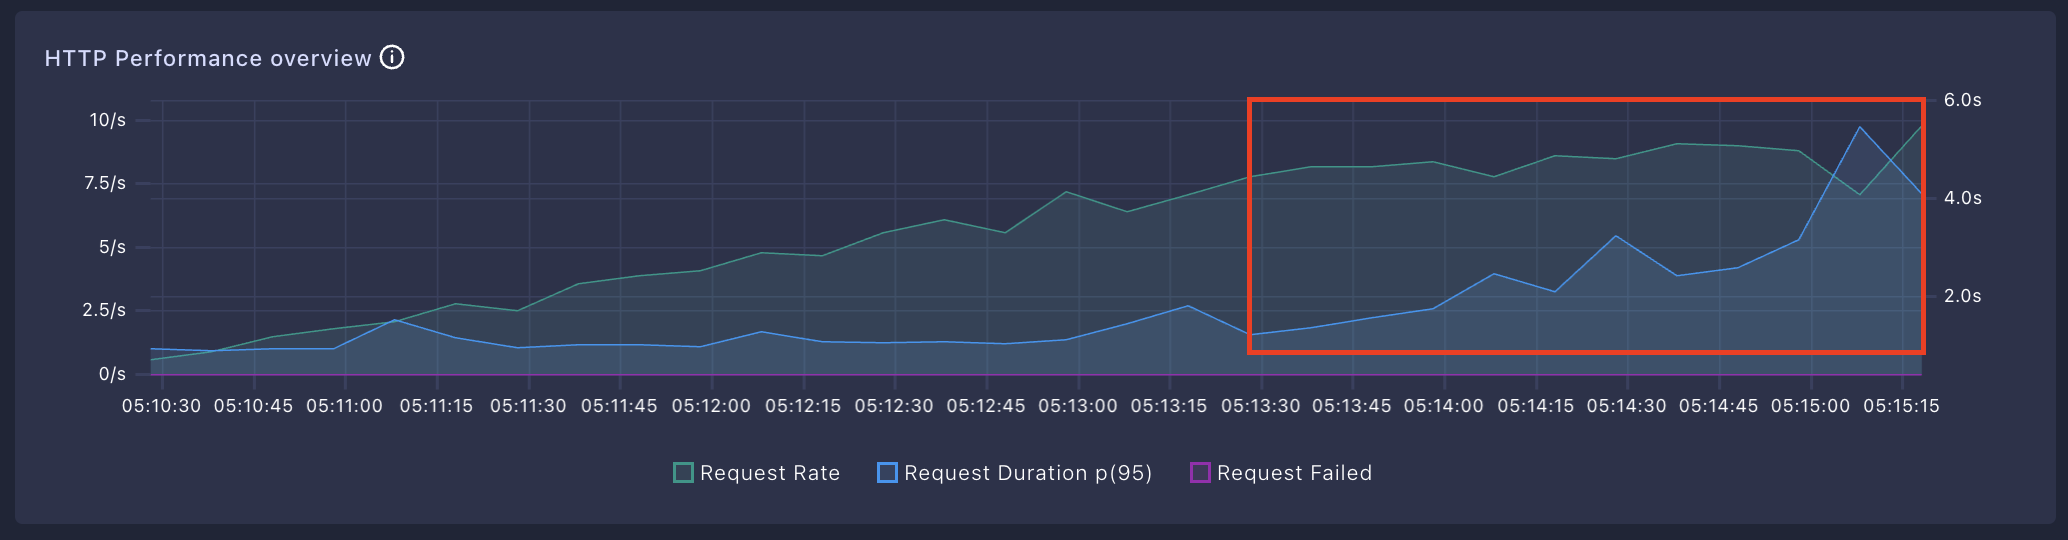 HTTP Performance overview
10/s
7.5/s
5/s
2.5/s
0/s
6.0s
4.0s
2.0s
05:10:30 05:10:45 05:11:00 05:11:15 05:11:30 05:11:45 05:12:00 05:12:15 05:12:30 05:12:45 05:13:00 05:13:15 05:13:30 05:13:45 05:14:00 05:14:15 05:14:30 05:14:45 05:15:00 05:15:15
Request Rate Request Duration p(95) Request Failed